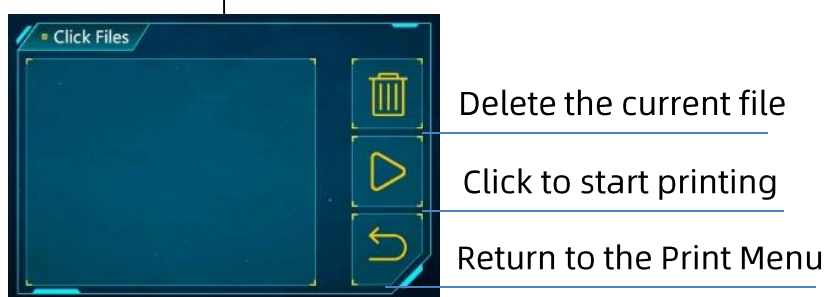 Click Files
Delete the current file
Click to start printing
Return to the Print Menu